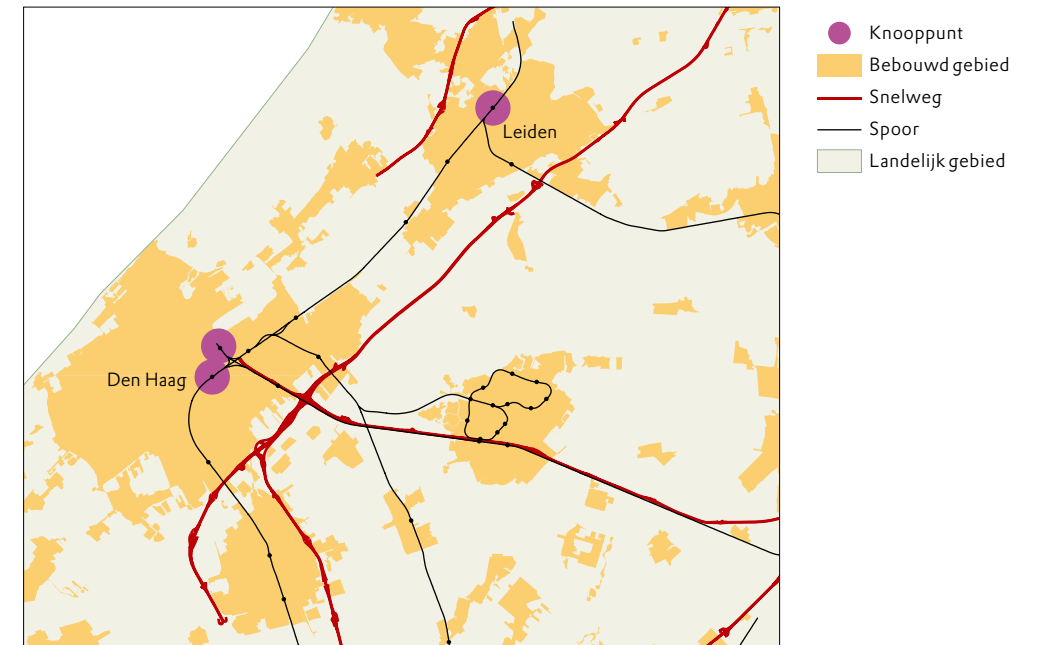 Knooppunt
Bebouwd gebied
Snelweg
Spoor
Landelijk gebied
Leiden
Den Haag